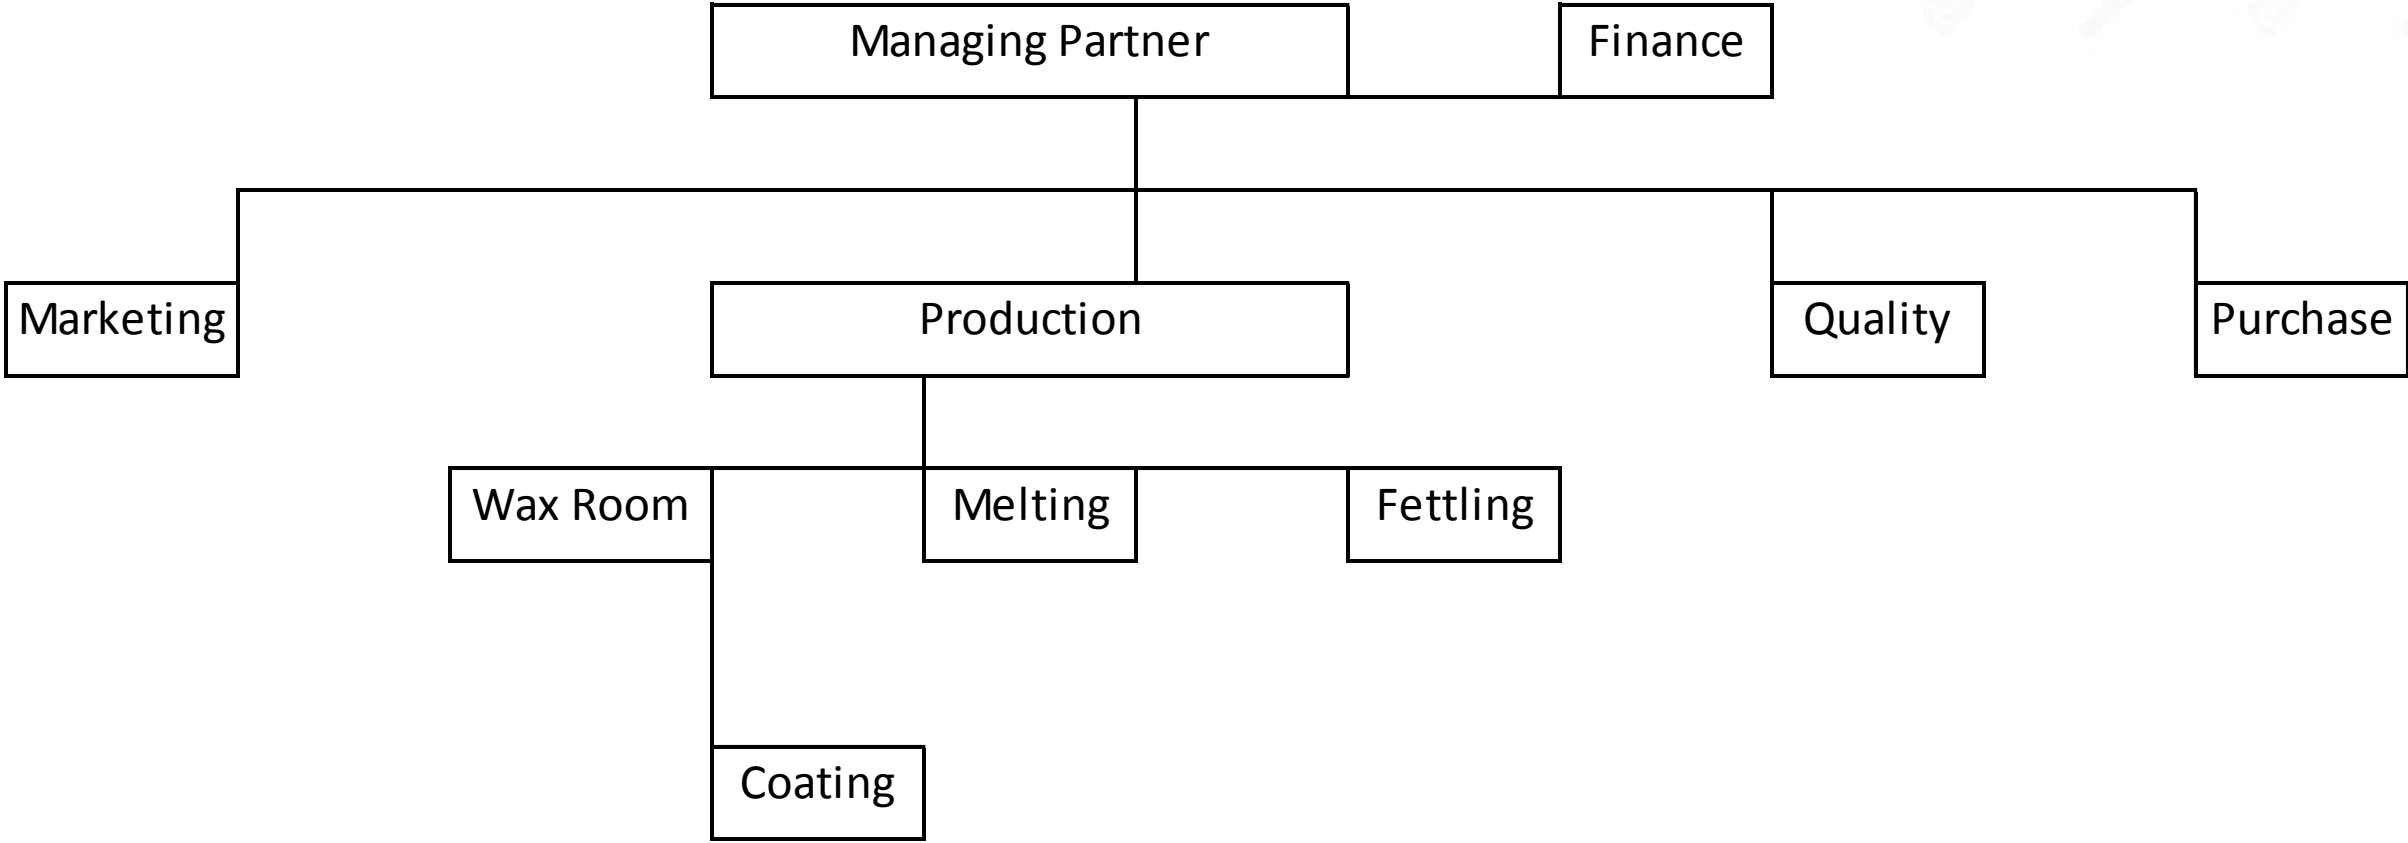 Managing Partner
Finance
Marketing
Production
Quality
Purchase
Wax Room
Melting
Fettling
Coating